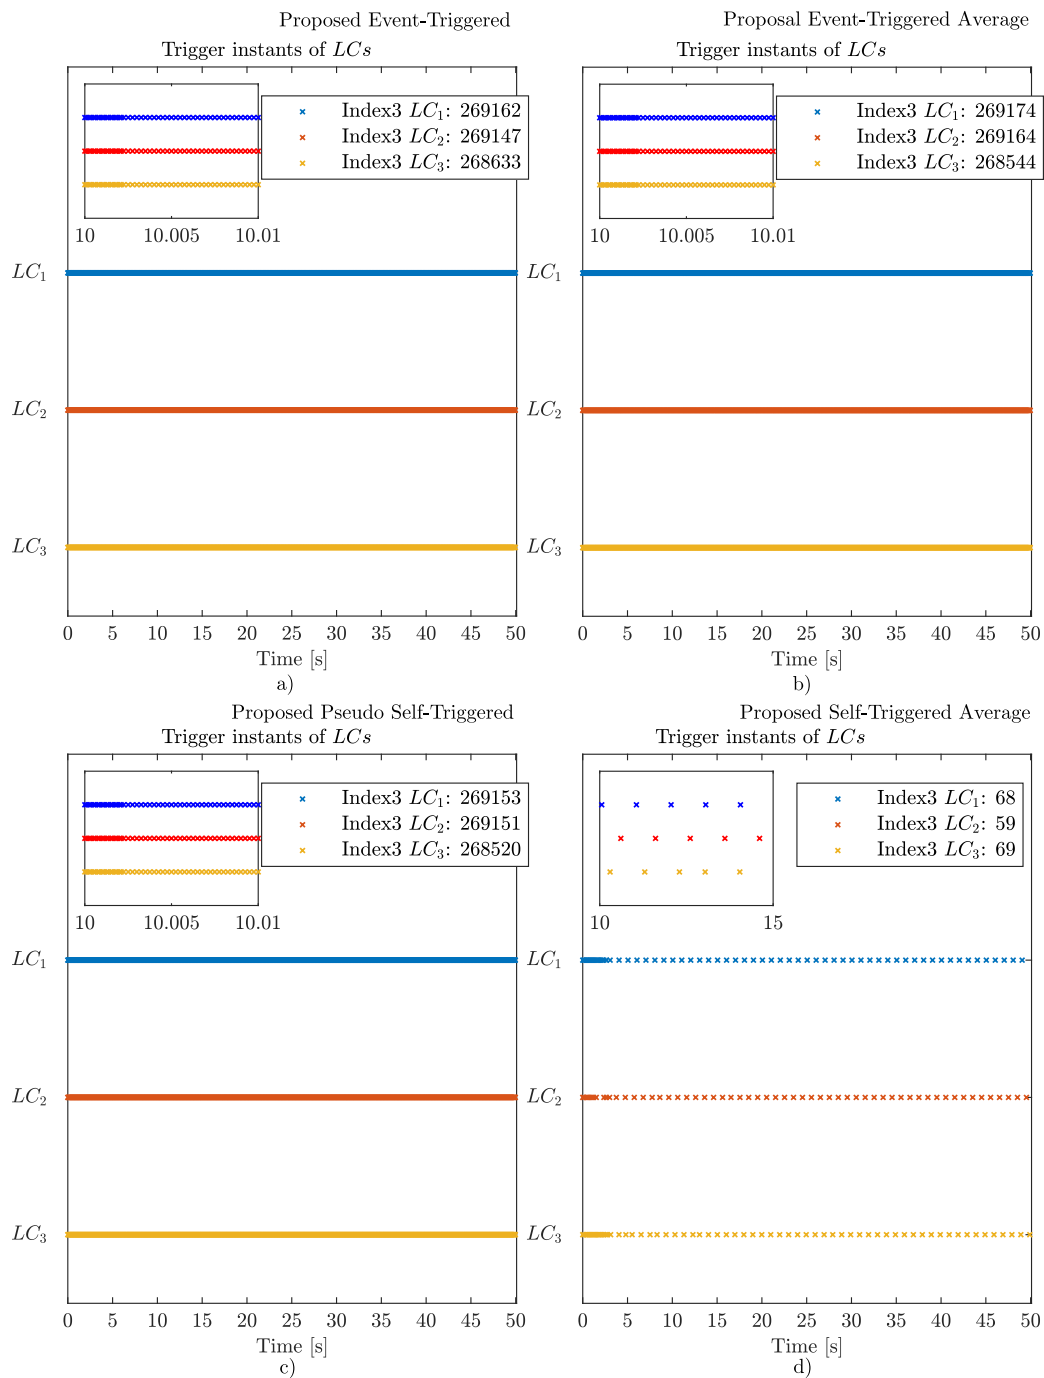 Proposed Event-Triggered
Trigger instants of LCs
Index3 LC₁: 269162
Index3 LC₂: 269147
Index3 LC₃: 268633
10 10.005 10.01
LC₁
LC₂
LC₃
0 5 10 15 20 25 30 35 40 45 50
Time [s]
a)
Proposal Event-Triggered Average
Trigger instants of LCs
Index3 LC₁: 269174
Index3 LC₂: 269164
Index3 LC₃: 268544
10 10.005 10.01
LC₁
LC₂
LC₃
0 5 10 15 20 25 30 35 40 45 50
Time [s]
b)
Proposed Pseudo Self-Triggered
Trigger instants of LCs
Index3 LC₁: 269153
Index3 LC₂: 269151
Index3 LC₃: 268520
10 10.005 10.01
LC₁
LC₂
LC₃
0 5 10 15 20 25 30 35 40 45 50
Time [s]
c)
Proposed Self-Triggered Average
Trigger instants of LCs
Index3 LC₁: 68
Index3 LC₂: 59
Index3 LC₃: 69
10 15
LC₁
LC₂
LC₃
0 5 10 15 20 25 30 35 40 45 50
Time [s]
d)